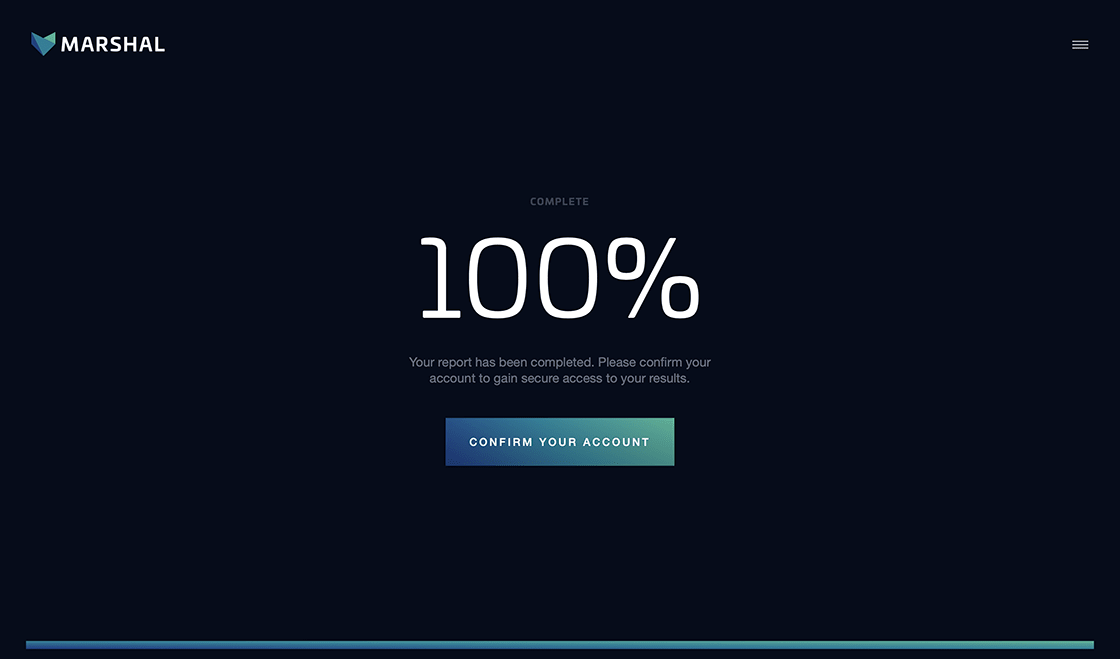 MARSHAL
COMPLETE
100%
Your report has been completed. Please confirm your
account to gain secure access to your results.
CONFIRM YOUR ACCOUNT